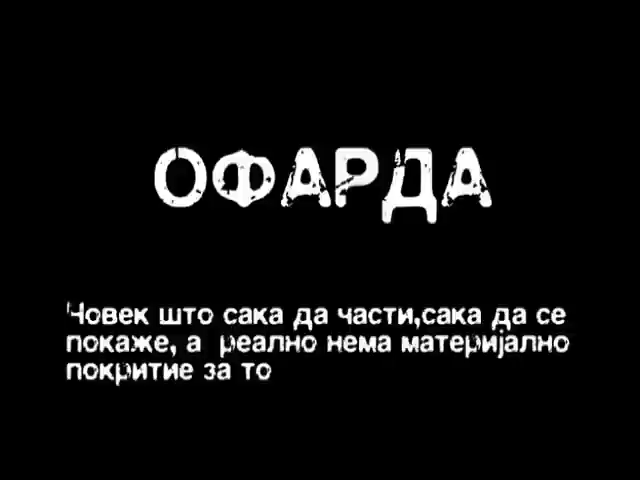 ОФАРДА
Човек што сака да части,сака да се
покаже, а реално нема материјално
покритие за то